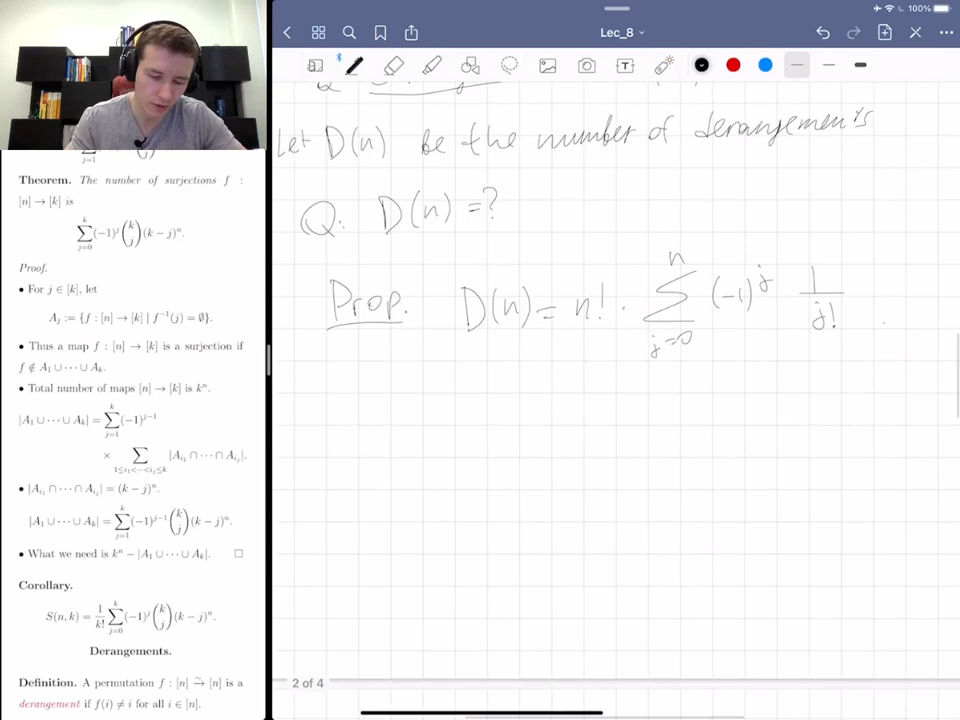 100%
Lec_8
Let D(n) be the number of derangements
Q: D(n) = ?
Prop. D(n) = n! · ∑_{j=0}^{n} (-1)^j 1/j!
2 of 4
Theorem. The number of surjections f :
[n] → [k] is
∑_{j=0}^{k} (−1)^j (k j) (k − j)^n.
Proof.
• For j ∈ [k], let
A_j := {f : [n] → [k] | f^{−1}(j) = ∅}.
• Thus a map f : [n] → [k] is a surjection if
f ∉ A_1 ∪ ⋯ ∪ A_k.
• Total number of maps [n] → [k] is k^n.
|A_1 ∪ ⋯ ∪ A_k| = ∑_{j=1}^{k} (−1)^{j−1}
× ∑_{1≤i_1<⋯<i_j≤k} |A_{i_1} ∩ ⋯ ∩ A_{i_j}|.
• |A_{i_1} ∩ ⋯ ∩ A_{i_j}| = (k − j)^n.
|A_1 ∪ ⋯ ∪ A_k| = ∑_{j=1}^{k} (−1)^{j−1} (k j) (k − j)^n.
• What we need is k^n − |A_1 ∪ ⋯ ∪ A_k|. □
Corollary.
S(n, k) = 1/k! ∑_{j=0}^{k} (−1)^j (k j) (k − j)^n.
Derangements.
Definition. A permutation f : [n] →~ [n] is a
derangement if f(i) ≠ i for all i ∈ [n].